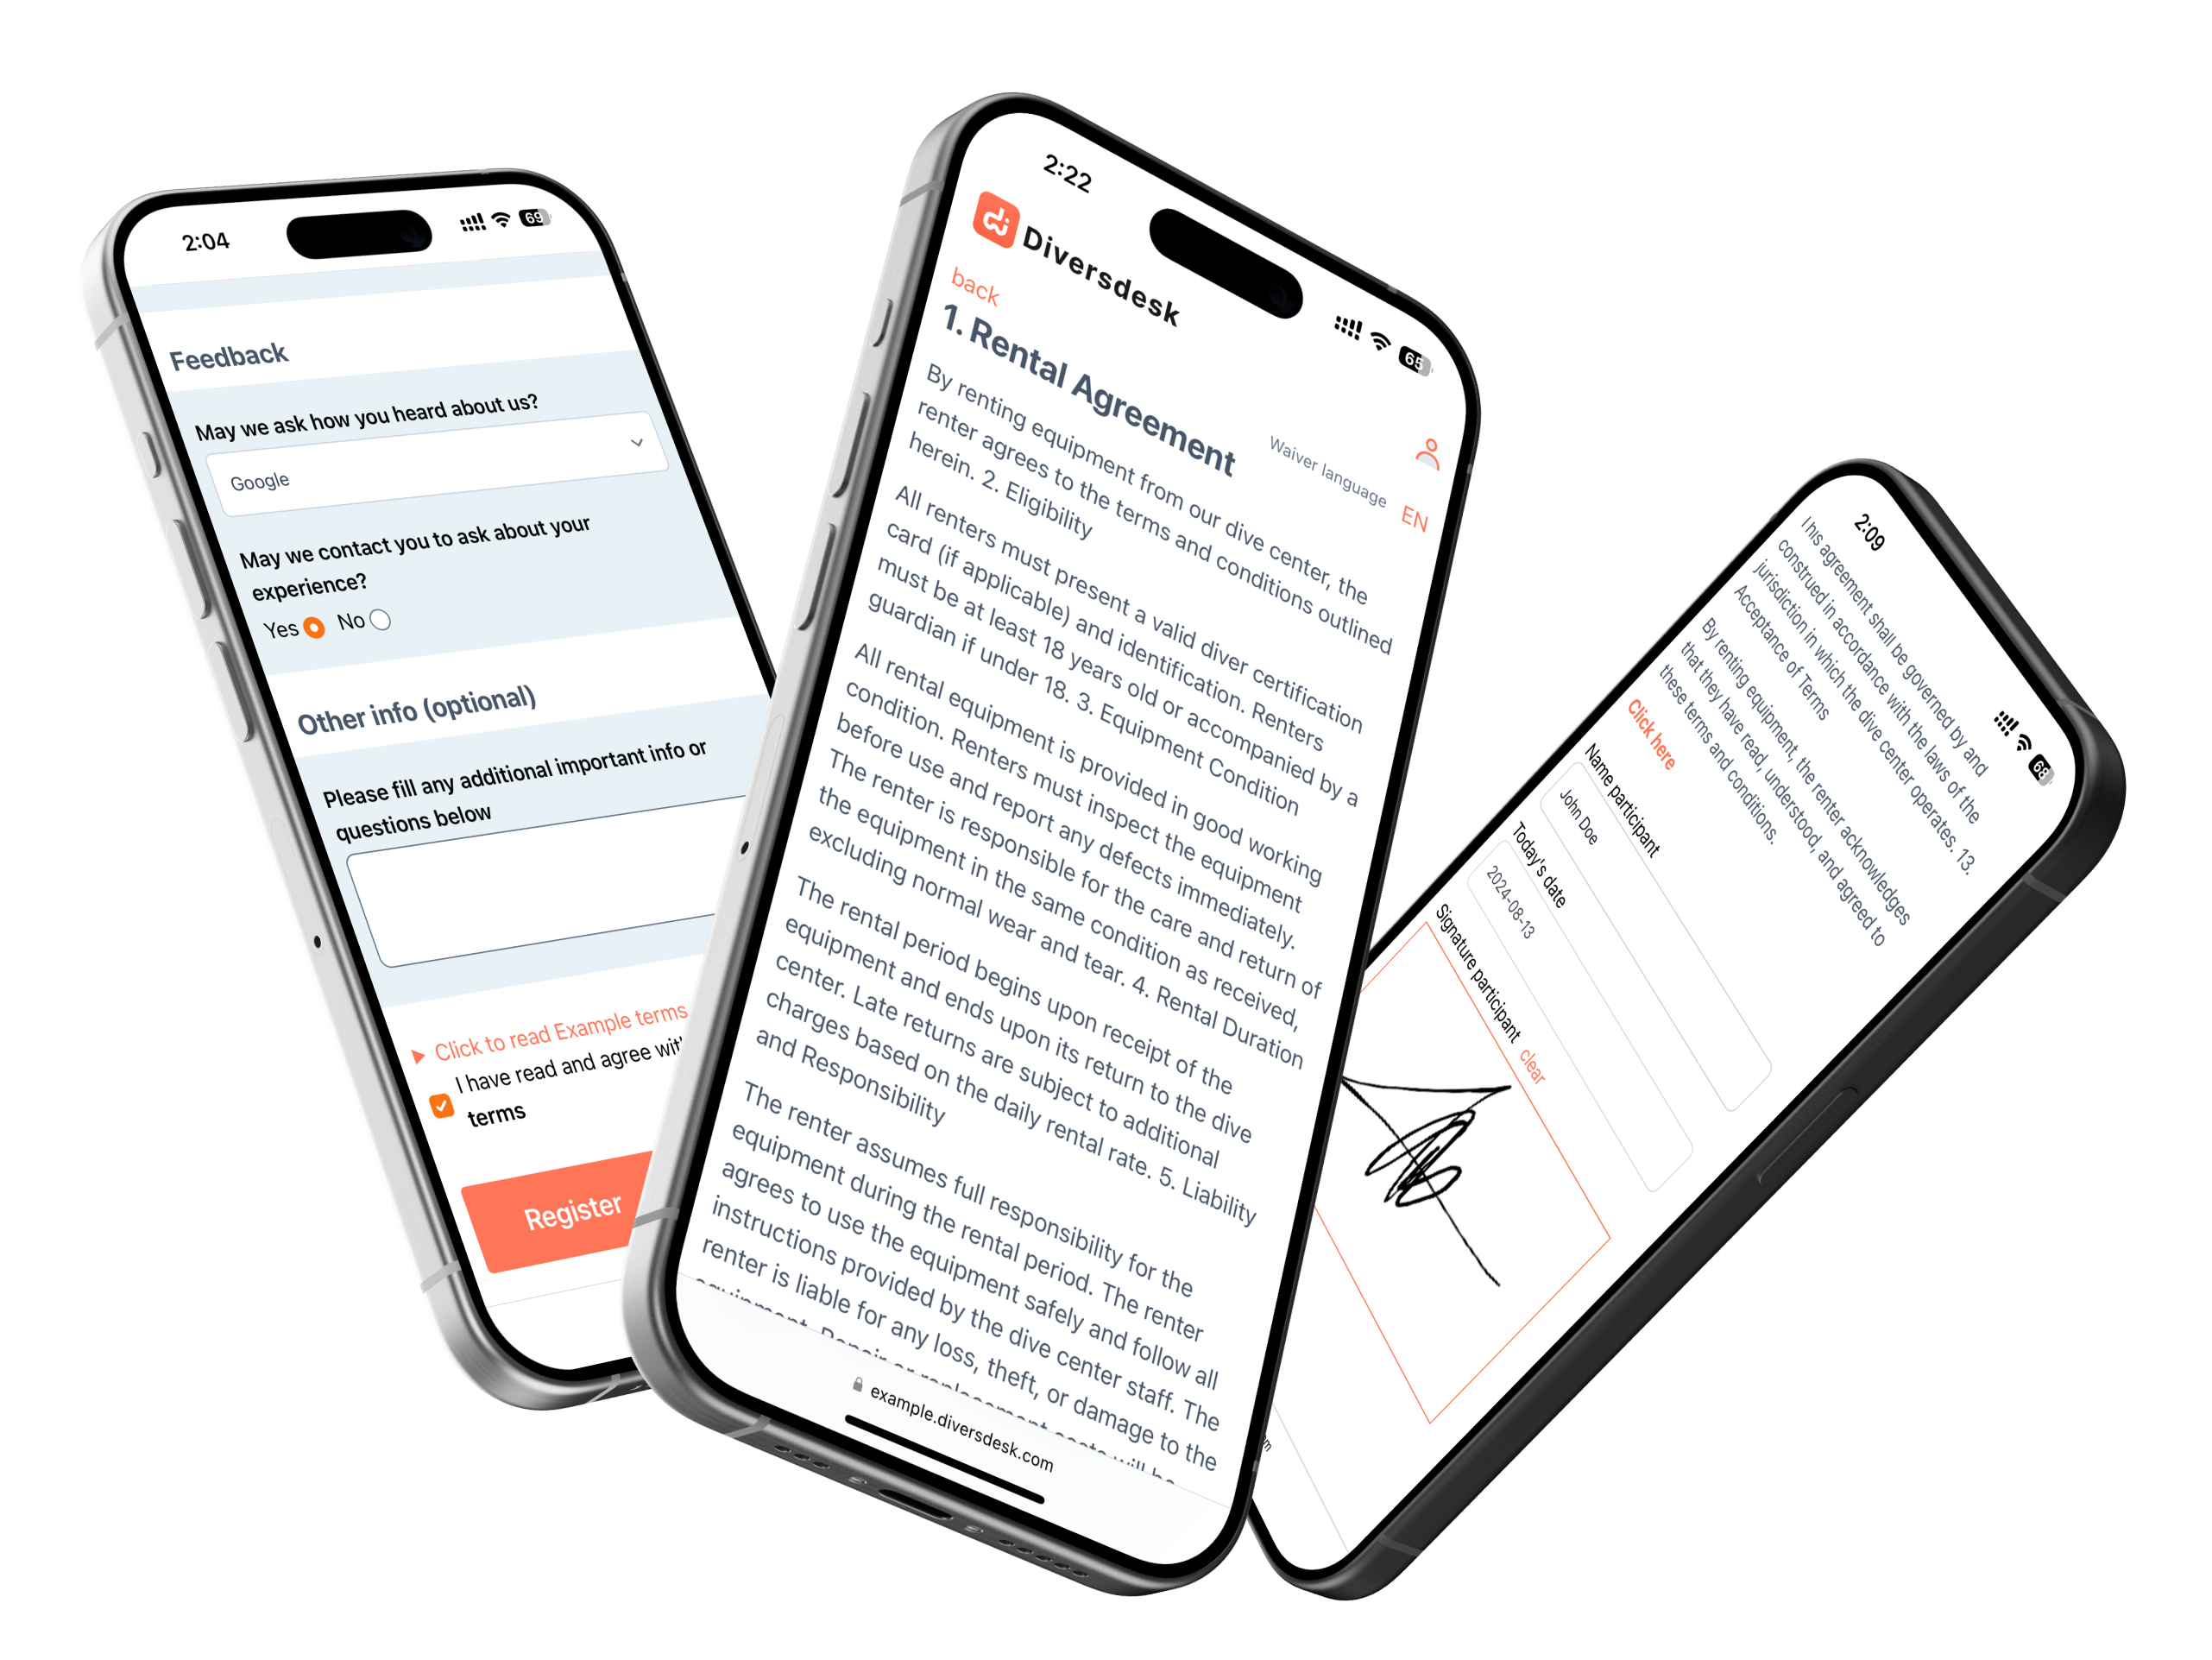 2:04
69
Feedback
May we ask how you heard about us?
Google
May we contact you to ask about your
experience?
Yes No
Other info (optional)
Please fill any additional important info or
questions below
Click to read Example terms
I have read and agree
terms
Register
2:22
65
Diversdesk
back
1. Rental Agreement
Waiver language
EN
By renting equipment from our dive center, the
renter agrees to the terms and conditions outlined
herein. 2. Eligibility
All renters must present a valid diver certification
card (if applicable) and identification. Renters
must be at least 18 years old or accompanied by a
guardian if under 18. 3. Equipment Condition
All rental equipment is provided in good working
condition. Renters must inspect the equipment
before use and report any defects immediately.
The renter is responsible for the care and return of
the equipment in the same condition as received,
excluding normal wear and tear. 4. Rental Duration
The rental period begins upon receipt of the
equipment and ends upon its return to the dive
center. Late returns are subject to additional
charges based on the daily rental rate. 5. Liability
and Responsibility
The renter assumes full responsibility for the
equipment during the rental period. The renter
agrees to use the equipment safely and follow all
instructions provided by the dive center staff. The
renter is liable for any loss, theft, or damage to the
equipment. Repair or replacement costs will be
example.diversdesk.com
2:09
68
This agreement shall be governed by and
construed in accordance with the laws of the
jurisdiction in which the dive center operates. 13.
Acceptance of Terms
By renting equipment, the renter acknowledges
that they have read, understood, and agreed to
these terms and conditions.
Click here
Name participant
John Doe
Today's date
2024-08-13
Signature participant clear